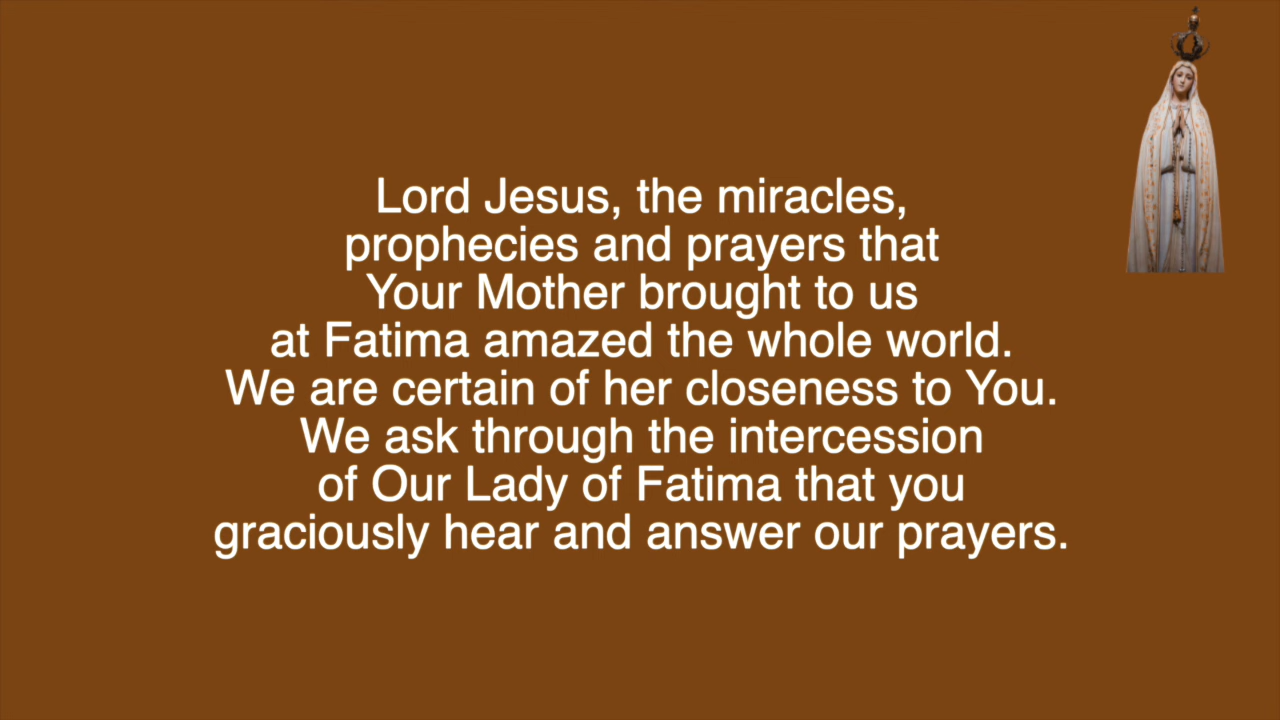 Lord Jesus, the miracles,
prophecies and prayers that
Your Mother brought to us
at Fatima amazed the whole world.
We are certain of her closeness to You.
We ask through the intercession
of Our Lady of Fatima that you
graciously hear and answer our prayers.